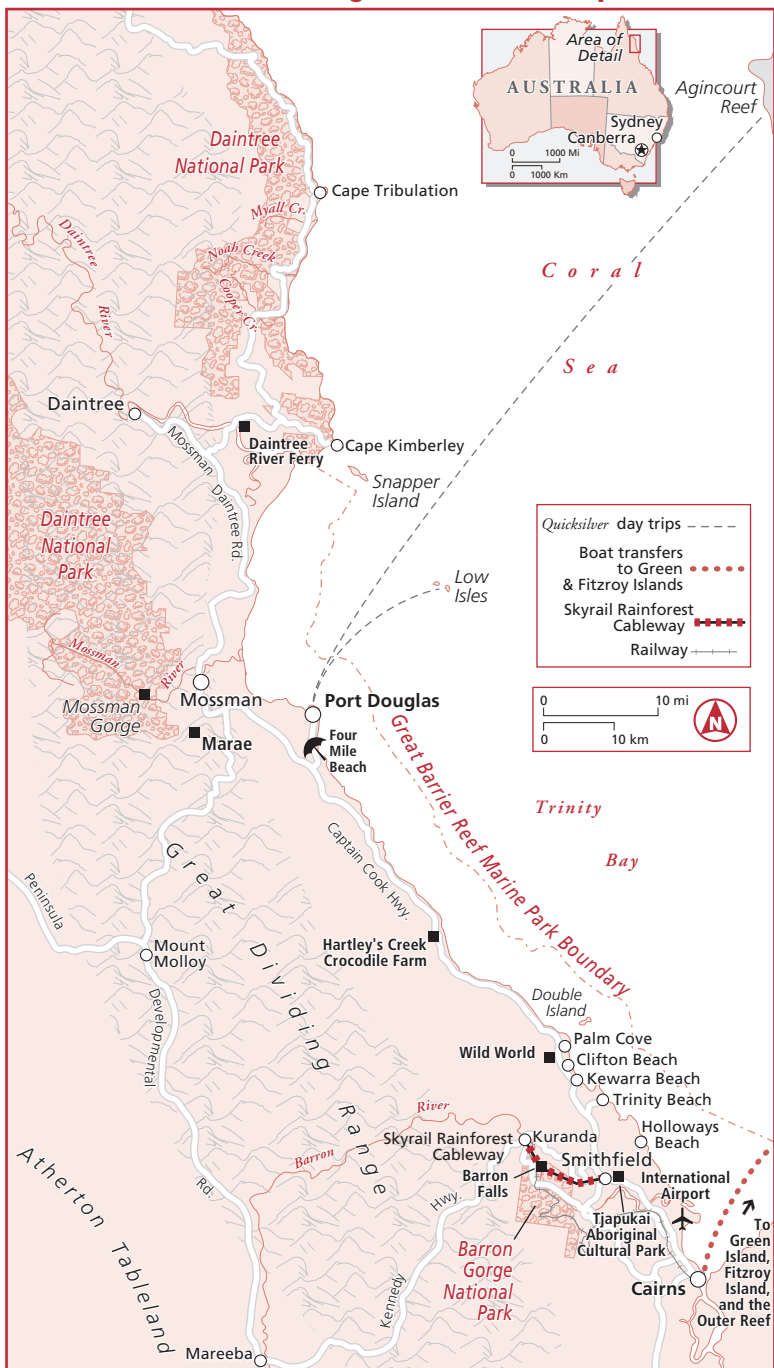 Area of
Detail
AUSTRALIA
Sydney
Canberra
0 1000 Mi
0 1000 Km
Agincourt
Reef
Daintree
National Park
Cape Tribulation
Myall Cr.
Noah Creek
Cooper Cr.
Daintree
River
Coral
Sea
Daintree
Daintree
River Ferry
Cape Kimberley
Mossman Daintree Rd.
Snapper
Island
Daintree
National
Park
Low
Isles
Quicksilver day trips
Boat transfers
to Green
& Fitzroy Islands
Skyrail Rainforest
Cableway
Railway
0 10 mi
0 10 km
N
Mossman
River
Mossman
Gorge
Mossman
Marae
Port Douglas
Four
Mile
Beach
Great Barrier Reef Marine Park Boundary
Trinity
Bay
Captain Cook Hwy.
Great Dividing Range
Peninsula
Developmental
Rd.
Mount
Molloy
Hartley's Creek
Crocodile Farm
Double
Island
Wild World
Palm Cove
Clifton Beach
Kewarra Beach
Trinity Beach
Holloways
Beach
Barron
River
Skyrail Rainforest
Cableway
Kuranda
Barron
Falls
Smithfield
International
Airport
Tjapukai
Aboriginal
Cultural Park
Barron
Gorge
National
Park
Kennedy
Hwy.
Atherton Tableland
Mareeba
Cairns
To
Green
Island,
Fitzroy
Island,
and the
Outer Reef